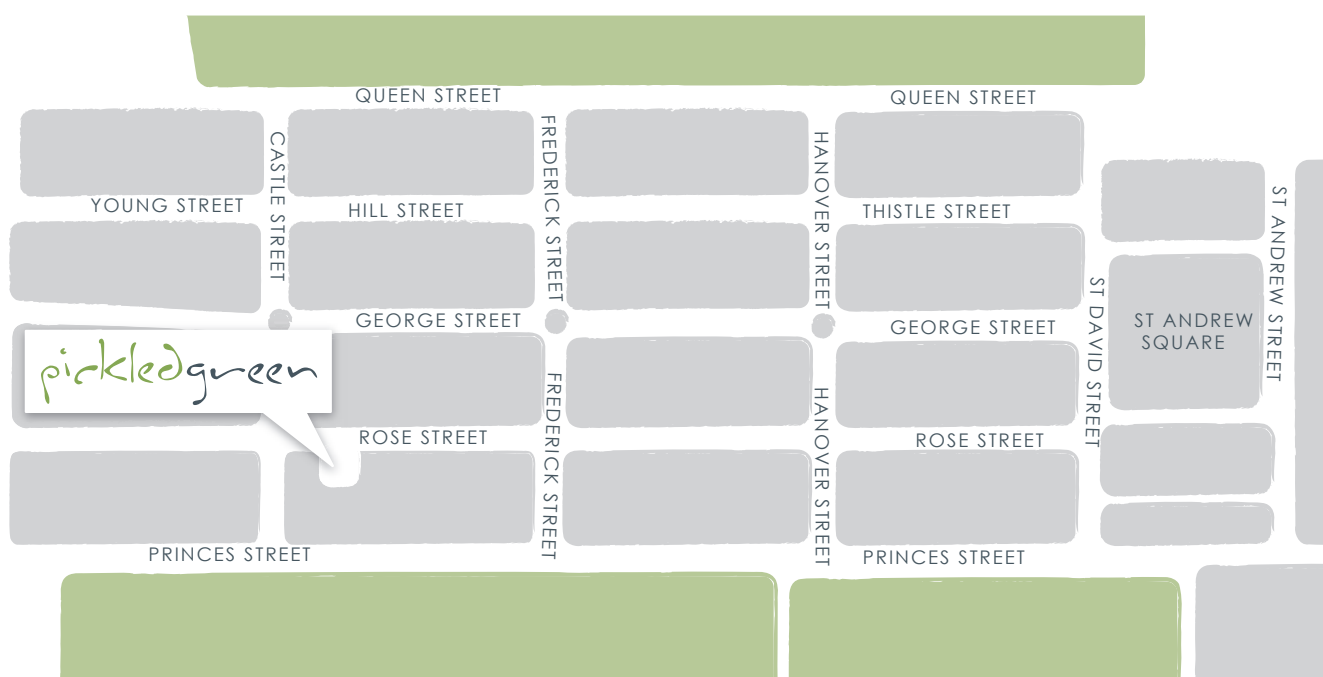 QUEEN STREET
QUEEN STREET
CASTLE STREET
FREDERICK STREET
HANOVER STREET
YOUNG STREET
HILL STREET
THISTLE STREET
ST ANDREW STREET
ST DAVID STREET
GEORGE STREET
GEORGE STREET
ST ANDREW
SQUARE
pickledgreen
FREDERICK STREET
HANOVER STREET
ROSE STREET
ROSE STREET
PRINCES STREET
PRINCES STREET